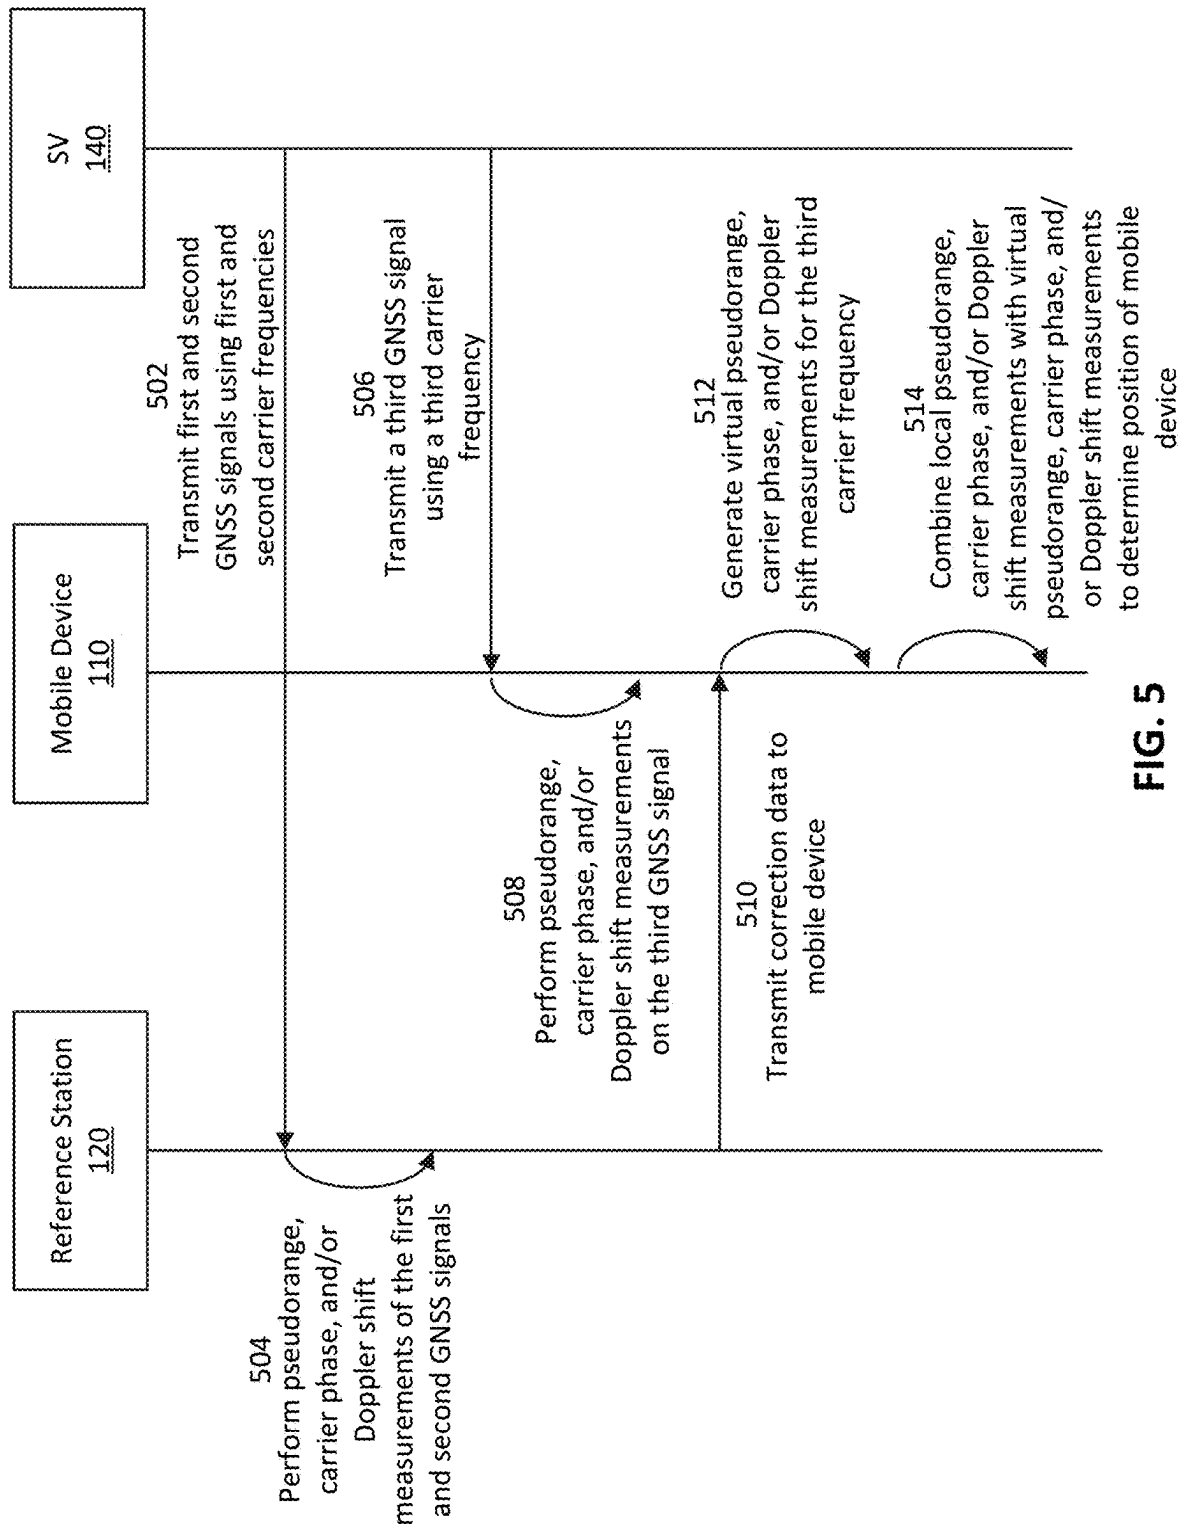 Reference Station
120
Mobile Device
110
SV
140
502
Transmit first and second
GNSS signals using first and
second carrier frequencies
504
Perform pseudorange,
carrier phase, and/or
Doppler shift
measurements of the first
and second GNSS signals
506
Transmit a third GNSS signal
using a third carrier
frequency
508
Perform pseudorange,
carrier phase, and/or
Doppler shift measurements
on the third GNSS signal
510
Transmit correction data to
mobile device
512
Generate virtual pseudorange,
carrier phase, and/or Doppler
shift measurements for the third
carrier frequency
514
Combine local pseudorange,
carrier phase, and/or Doppler
shift measurements with virtual
pseudorange, carrier phase, and/
or Doppler shift measurements
to determine position of mobile
device
FIG. 5